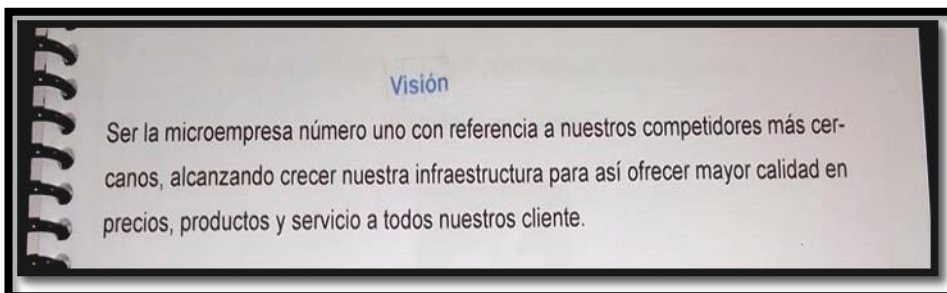 Visión
Ser la microempresa número uno con referencia a nuestros competidores más cer-
canos, alcanzando crecer nuestra infraestructura para así ofrecer mayor calidad en
precios, productos y servicio a todos nuestros cliente.